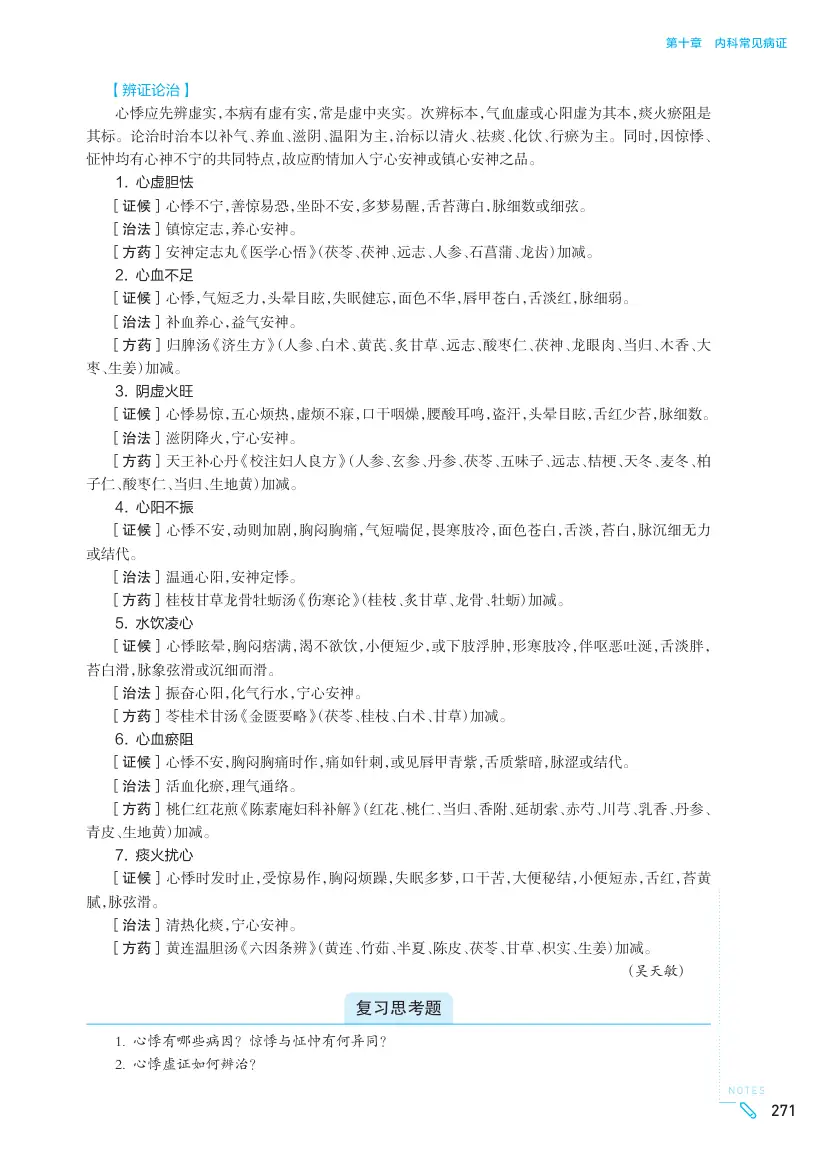 第十章 内科常见病证
【辨证论治】
心悸应先辨虚实,本病有虚有实,常是虚中夹实。次辨标本,气血虚或心阳虚为其本,痰火瘀阻是
其标。论治时治本以补气、养血、滋阴、温阳为主,治标以清火、祛痰、化饮、行瘀为主。同时,因惊悸、
怔忡均有心神不宁的共同特点,故应酌情加入宁心安神或镇心安神之品。
1. 心虚胆怯
[证候] 心悸不宁,善惊易恐,坐卧不安,多梦易醒,舌苔薄白,脉细数或细弦。
[治法] 镇惊定志,养心安神。
[方药] 安神定志丸《医学心悟》(茯苓、茯神、远志、人参、石菖蒲、龙齿)加减。
2. 心血不足
[证候] 心悸,气短乏力,头晕目眩,失眠健忘,面色不华,唇甲苍白,舌淡红,脉细弱。
[治法] 补血养心,益气安神。
[方药] 归脾汤《济生方》(人参、白术、黄芪、炙甘草、远志、酸枣仁、茯神、龙眼肉、当归、木香、大
枣、生姜)加减。
3. 阴虚火旺
[证候] 心悸易惊,五心烦热,虚烦不寐,口干咽燥,腰酸耳鸣,盗汗,头晕目眩,舌红少苔,脉细数。
[治法] 滋阴降火,宁心安神。
[方药] 天王补心丹《校注妇人良方》(人参、玄参、丹参、茯苓、五味子、远志、桔梗、天冬、麦冬、柏
子仁、酸枣仁、当归、生地黄)加减。
4. 心阳不振
[证候] 心悸不安,动则加剧,胸闷胸痛,气短喘促,畏寒肢冷,面色苍白,舌淡,苔白,脉沉细无力
或结代。
[治法] 温通心阳,安神定悸。
[方药] 桂枝甘草龙骨牡蛎汤《伤寒论》(桂枝、炙甘草、龙骨、牡蛎)加减。
5. 水饮凌心
[证候] 心悸眩晕,胸闷痞满,渴不欲饮,小便短少,或下肢浮肿,形寒肢冷,伴呕恶吐涎,舌淡胖,
苔白滑,脉象弦滑或沉细而滑。
[治法] 振奋心阳,化气行水,宁心安神。
[方药] 苓桂术甘汤《金匮要略》(茯苓、桂枝、白术、甘草)加减。
6. 心血瘀阻
[证候] 心悸不安,胸闷胸痛时作,痛如针刺,或见唇甲青紫,舌质紫暗,脉涩或结代。
[治法] 活血化瘀,理气通络。
[方药] 桃仁红花煎《陈素庵妇科补解》(红花、桃仁、当归、香附、延胡索、赤芍、川芎、乳香、丹参、
青皮、生地黄)加减。
7. 痰火扰心
[证候] 心悸时发时止,受惊易作,胸闷烦躁,失眠多梦,口干苦,大便秘结,小便短赤,舌红,苔黄
腻,脉弦滑。
[治法] 清热化痰,宁心安神。
[方药] 黄连温胆汤《六因条辨》(黄连、竹茹、半夏、陈皮、茯苓、甘草、枳实、生姜)加减。
(吴天敏)
复习思考题
1. 心悸有哪些病因?惊悸与怔忡有何异同?
2. 心悸虚证如何辨治?
NOTES
271